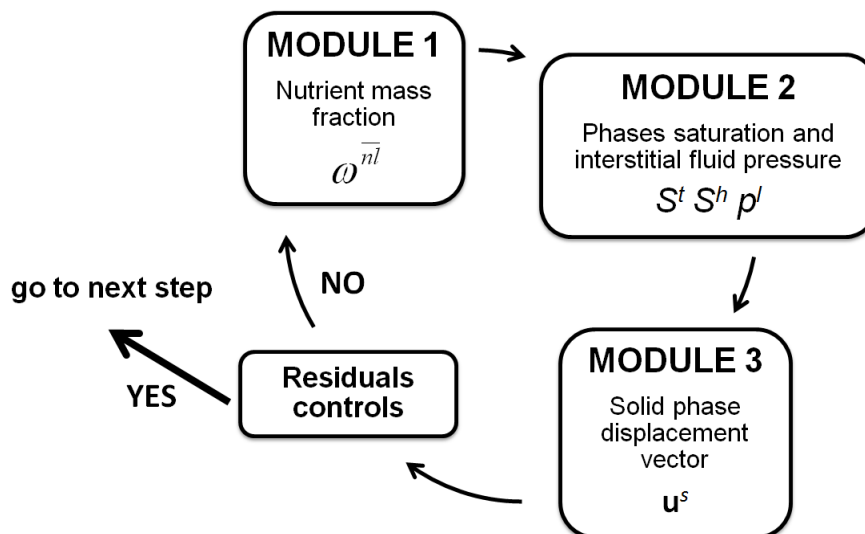 MODULE 1
Nutrient mass
fraction
ω^{\overline{nl}}
MODULE 2
Phases saturation and
interstitial fluid pressure
S^t S^h p^l
MODULE 3
Solid phase
displacement
vector
u^s
Residuals
controls
NO
go to next step
YES